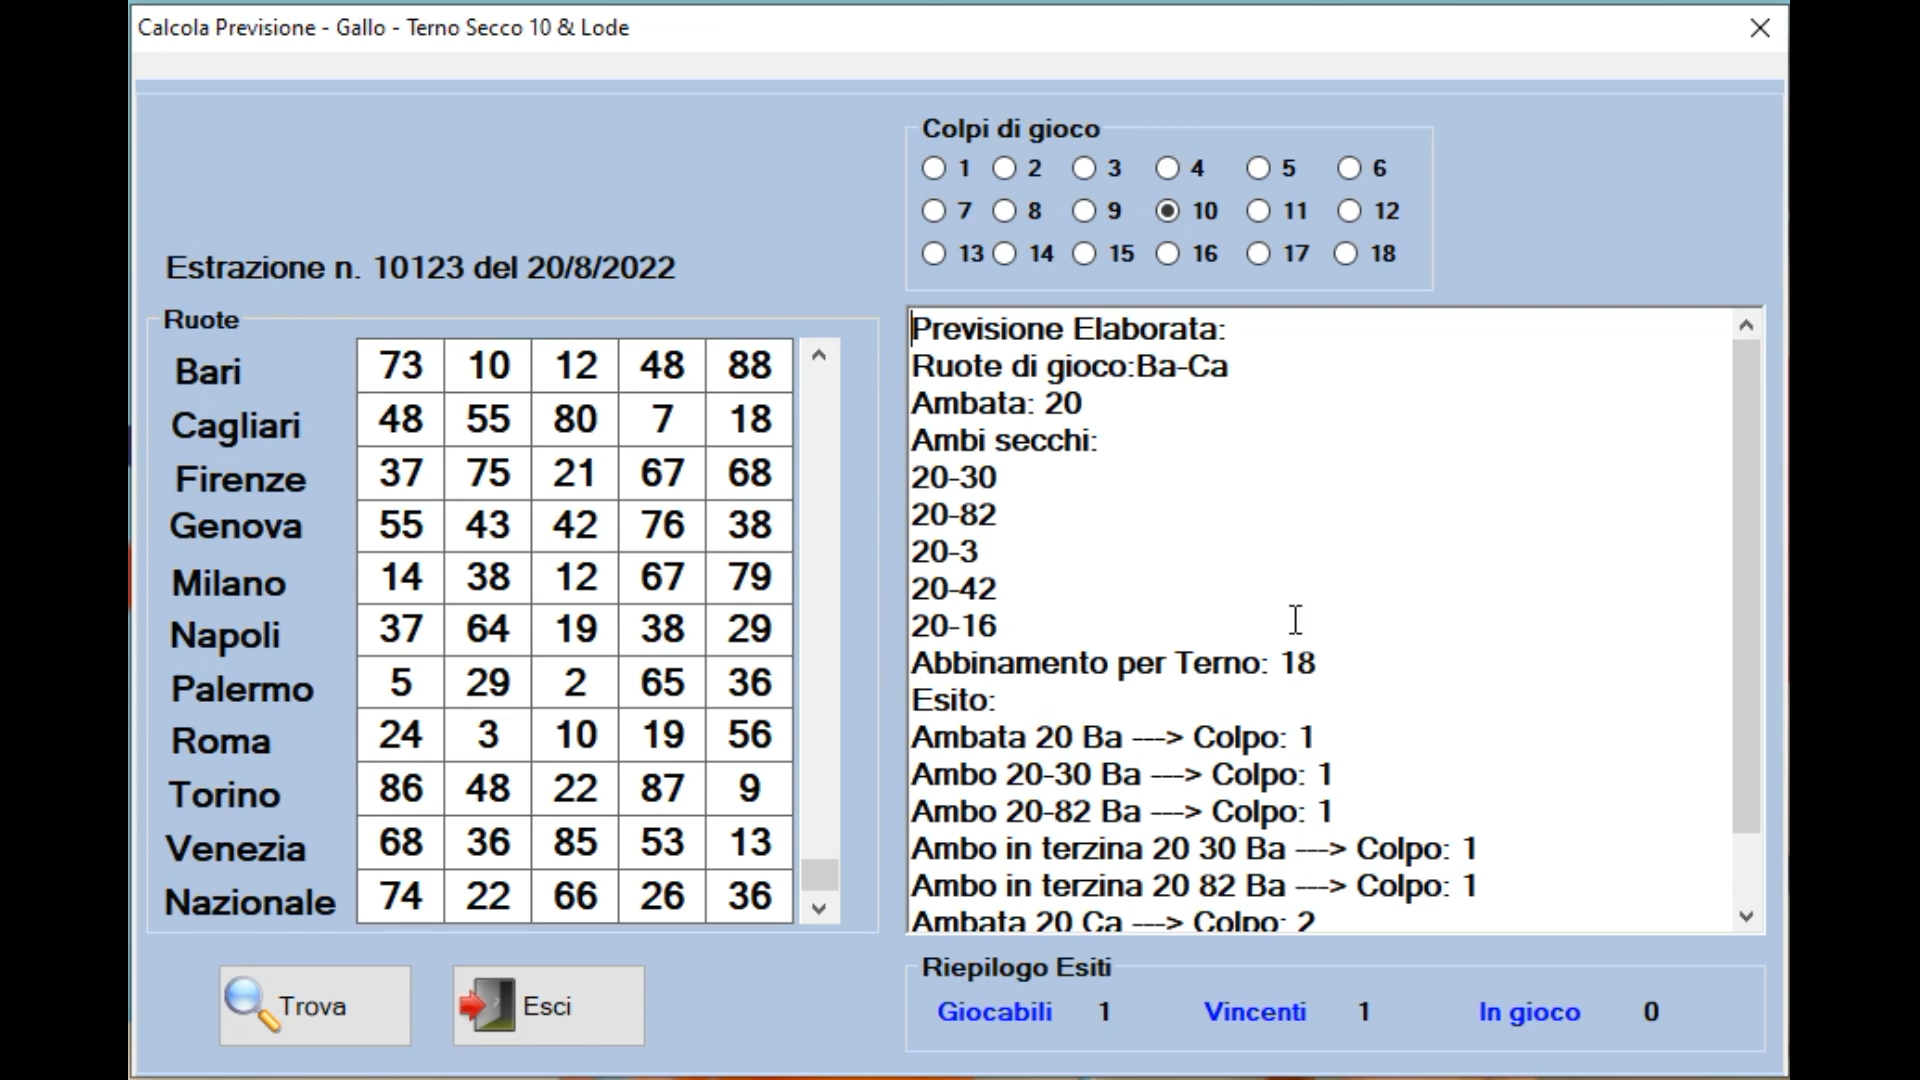 Calcola Previsione - Gallo - Terno Secco 10 & Lode
Colpi di gioco
1 2 3 4 5 6
7 8 9 10 11 12
13 14 15 16 17 18
Estrazione n. 10123 del 20/8/2022
Ruote
Bari 73 10 12 48 88
Cagliari 48 55 80 7 18
Firenze 37 75 21 67 68
Genova 55 43 42 76 38
Milano 14 38 12 67 79
Napoli 37 64 19 38 29
Palermo 5 29 2 65 36
Roma 24 3 10 19 56
Torino 86 48 22 87 9
Venezia 68 36 85 53 13
Nazionale 74 22 66 26 36
Trova
Esci
Previsione Elaborata:
Ruote di gioco:Ba-Ca
Ambata: 20
Ambi secchi:
20-30
20-82
20-3
20-42
20-16
Abbinamento per Terno: 18
Esito:
Ambata 20 Ba ---> Colpo: 1
Ambo 20-30 Ba ---> Colpo: 1
Ambo 20-82 Ba ---> Colpo: 1
Ambo in terzina 20 30 Ba ---> Colpo: 1
Ambo in terzina 20 82 Ba ---> Colpo: 1
Ambata 20 Ca ---> Colpo: 2
Riepilogo Esiti
Giocabili 1 Vincenti 1 In gioco 0